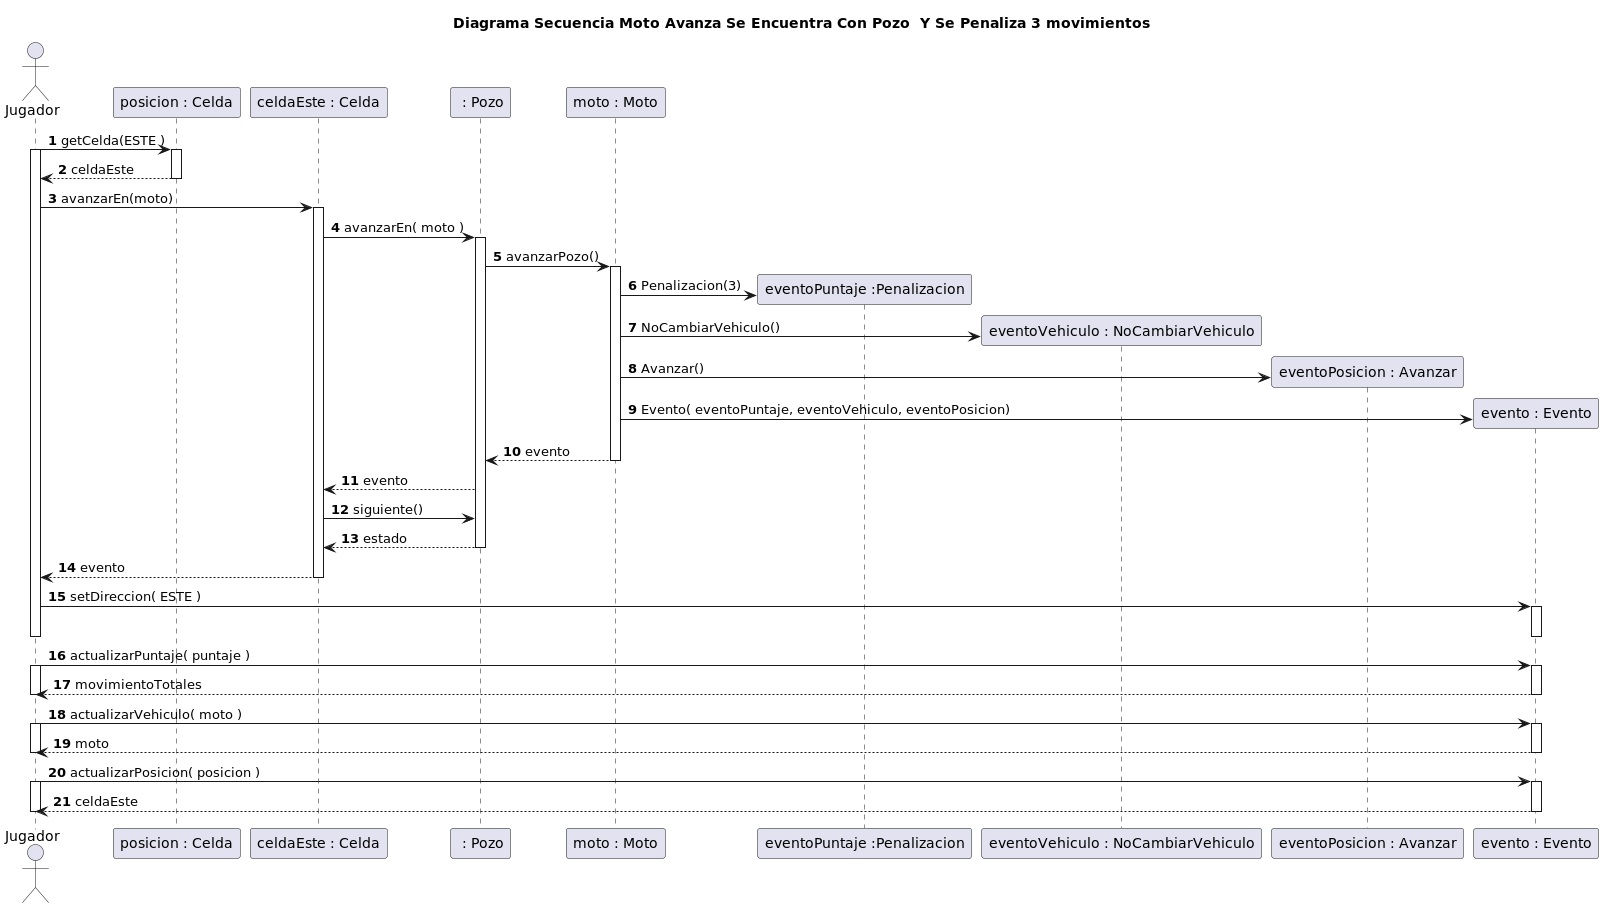 Diagrama Secuencia Moto Avanza Se Encuentra Con Pozo  Y Se Penaliza 3 movimientos
Jugador
posicion : Celda
celdaEste : Celda
: Pozo
moto : Moto
1 getCelda(ESTE )
2 celdaEste
3 avanzarEn(moto)
4 avanzarEn( moto )
5 avanzarPozo()
6 Penalizacion(3)
eventoPuntaje :Penalizacion
7 NoCambiarVehiculo()
eventoVehiculo : NoCambiarVehiculo
8 Avanzar()
eventoPosicion : Avanzar
9 Evento( eventoPuntaje, eventoVehiculo, eventoPosicion)
evento : Evento
10 evento
11 evento
12 siguiente()
13 estado
14 evento
15 setDireccion( ESTE )
16 actualizarPuntaje( puntaje )
17 movimientoTotales
18 actualizarVehiculo( moto )
19 moto
20 actualizarPosicion( posicion )
21 celdaEste
Jugador
posicion : Celda
celdaEste : Celda
: Pozo
moto : Moto
eventoPuntaje :Penalizacion
eventoVehiculo : NoCambiarVehiculo
eventoPosicion : Avanzar
evento : Evento